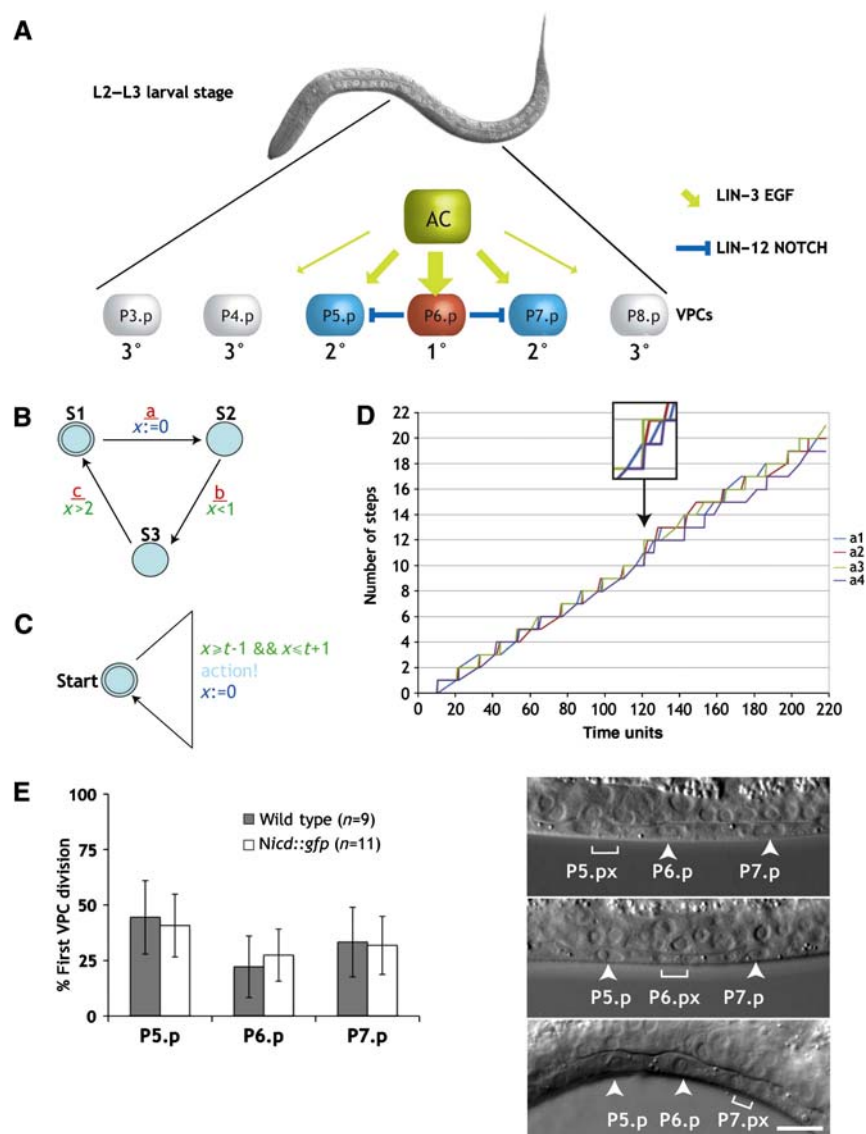 A
L2–L3 larval stage
AC
LIN–3 EGF
LIN–12 NOTCH
P3.p
P4.p
P5.p
P6.p
P7.p
P8.p
VPCs
3°
3°
2°
1°
2°
3°
B
S1
a
x:=0
S2
c
x>2
b
x<1
S3
C
Start
x≥t-1 && x≤t+1
action!
x:=0
D
Number of steps
22
20
18
16
14
12
10
8
6
4
2
0
0 20 40 60 80 100 120 140 160 180 200 220
Time units
a1
a2
a3
a4
E
% First VPC division
100
75
50
25
0
Wild type (n=9)
Nicd::gfp (n=11)
P5.p
P6.p
P7.p
P5.px P6.p P7.p
P5.p P6.px P7.p
P5.p P6.p P7.px